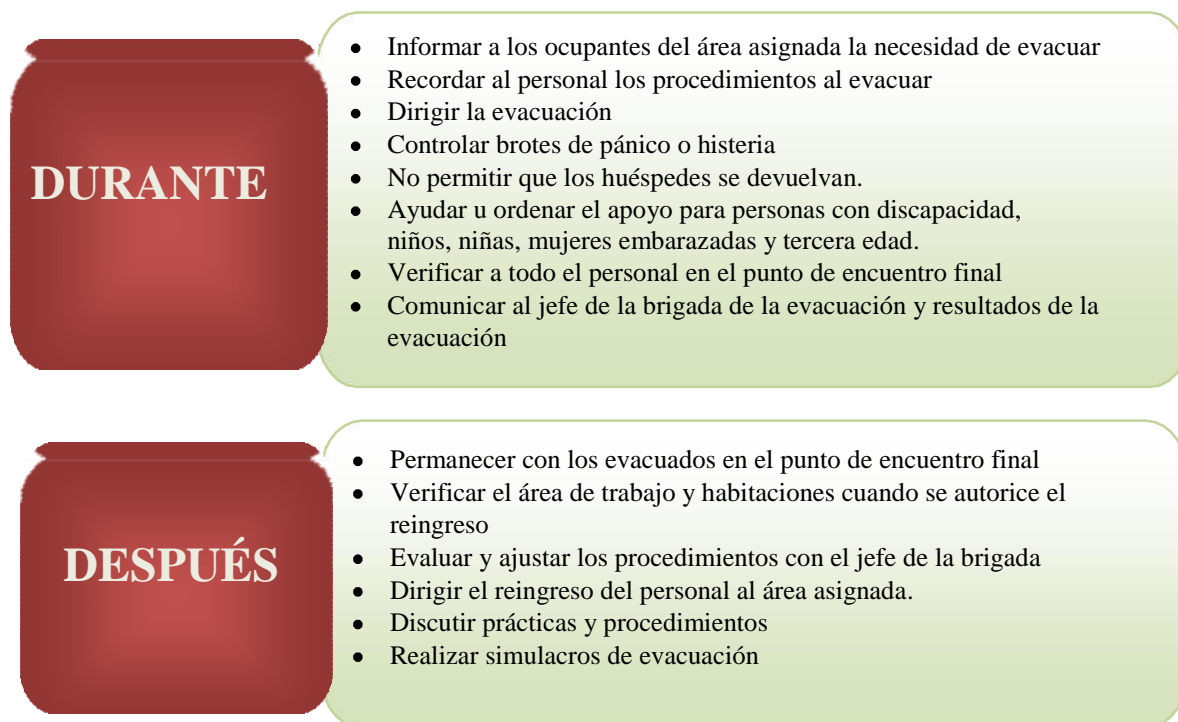 DURANTE
• Informar a los ocupantes del área asignada la necesidad de evacuar
• Recordar al personal los procedimientos al evacuar
• Dirigir la evacuación
• Controlar brotes de pánico o histeria
• No permitir que los huéspedes se devuelvan.
• Ayudar u ordenar el apoyo para personas con discapacidad,
niños, niñas, mujeres embarazadas y tercera edad.
• Verificar a todo el personal en el punto de encuentro final
• Comunicar al jefe de la brigada de la evacuación y resultados de la
evacuación
DESPUÉS
• Permanecer con los evacuados en el punto de encuentro final
• Verificar el área de trabajo y habitaciones cuando se autorice el
reingreso
• Evaluar y ajustar los procedimientos con el jefe de la brigada
• Dirigir el reingreso del personal al área asignada.
• Discutir prácticas y procedimientos
• Realizar simulacros de evacuación